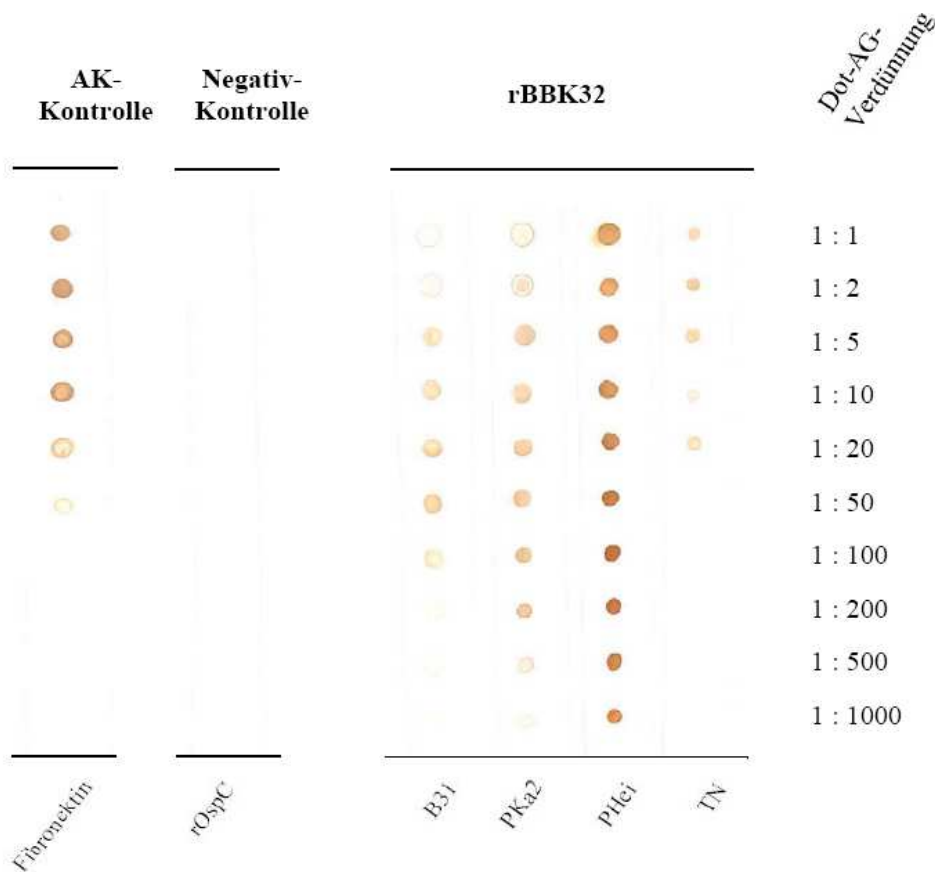 AK-
Kontrolle
Negativ-
Kontrolle
rBBK32
Dot-AG-
Verdünnung
1 : 1
1 : 2
1 : 5
1 : 10
1 : 20
1 : 50
1 : 100
1 : 200
1 : 500
1 : 1000
Fibronektin
rOspC
B31
PKa2
PHei
TN